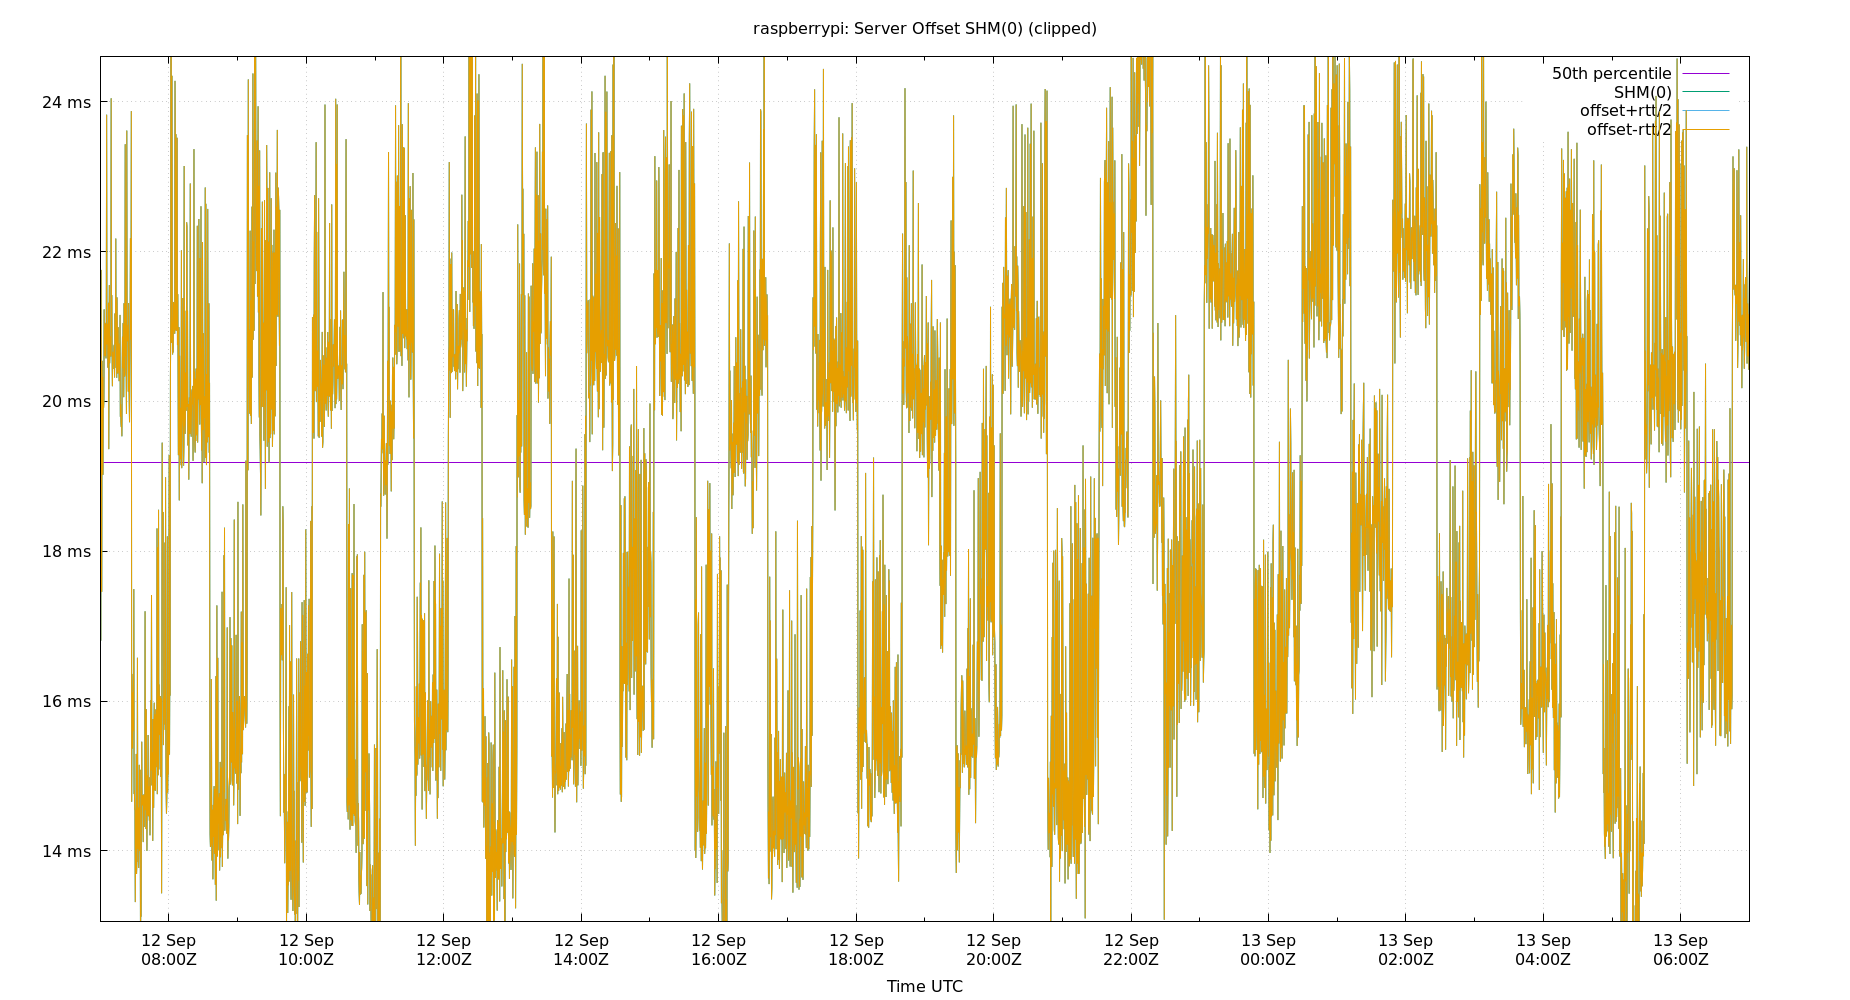 raspberrypi: Server Offset SHM(0) (clipped)
50th percentile
SHM(0)
offset+rtt/2
offset-rtt/2
24 ms
22 ms
20 ms
18 ms
16 ms
14 ms
12 Sep 12 Sep 12 Sep 12 Sep 12 Sep 12 Sep 12 Sep 12 Sep 13 Sep 13 Sep 13 Sep 13 Sep
08:00Z 10:00Z 12:00Z 14:00Z 16:00Z 18:00Z 20:00Z 22:00Z 00:00Z 02:00Z 04:00Z 06:00Z
Time UTC